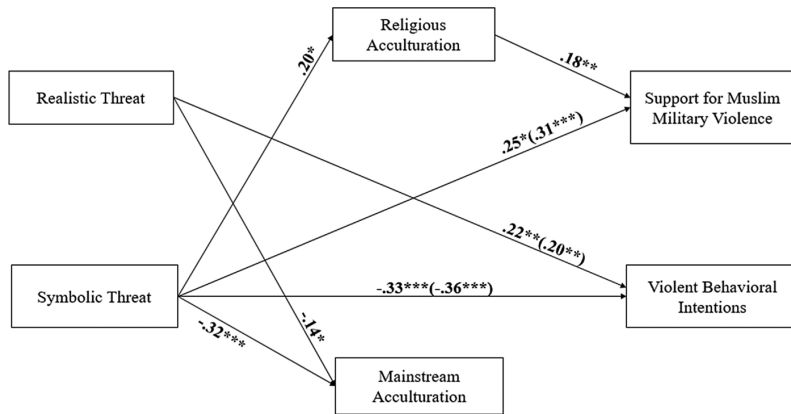 Religious
Acculturation
.20*
.18**
Realistic Threat
Support for Muslim
Military Violence
.25*(.31***)
.22**(.20**)
Symbolic Threat
-.33***(-.36***)
Violent Behavioral
Intentions
-.32***
-.14*
Mainstream
Acculturation